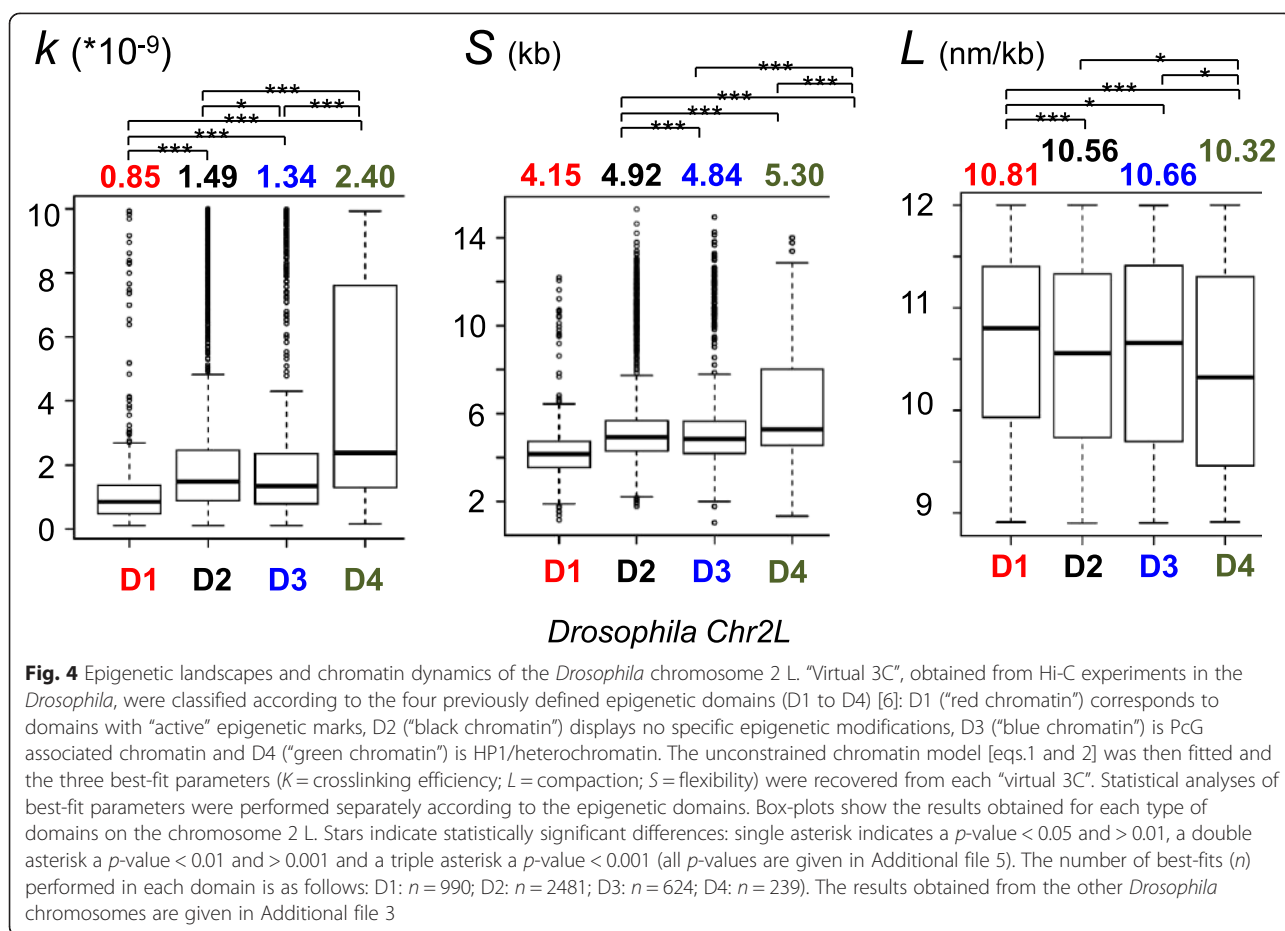 k (*10-9)
S (kb)
L (nm/kb)
***
*
***
***
***
***
***
***
***
***
***
*
*
***
*
***
0.85 1.49 1.34 2.40
4.15 4.92 4.84 5.30
10.81 10.56 10.66 10.32
10
8
6
4
2
0
D1 D2 D3 D4
14
10
6
2
D1 D2 D3 D4
12
11
10
9
D1 D2 D3 D4
Drosophila Chr2L
Fig. 4 Epigenetic landscapes and chromatin dynamics of the Drosophila chromosome 2 L. “Virtual 3C”, obtained from Hi-C experiments in the
Drosophila, were classified according to the four previously defined epigenetic domains (D1 to D4) [6]: D1 (“red chromatin”) corresponds to
domains with “active” epigenetic marks, D2 (“black chromatin”) displays no specific epigenetic modifications, D3 (“blue chromatin”) is PcG
associated chromatin and D4 (“green chromatin”) is HP1/heterochromatin. The unconstrained chromatin model [eqs.1 and 2] was then fitted and
the three best-fit parameters (K = crosslinking efficiency; L = compaction; S = flexibility) were recovered from each “virtual 3C”. Statistical analyses of
best-fit parameters were performed separately according to the epigenetic domains. Box-plots show the results obtained for each type of
domains on the chromosome 2 L. Stars indicate statistically significant differences: single asterisk indicates a p-value < 0.05 and > 0.01, a double
asterisk a p-value < 0.01 and > 0.001 and a triple asterisk a p-value < 0.001 (all p-values are given in Additional file 5). The number of best-fits (n)
performed in each domain is as follows: D1: n = 990; D2: n = 2481; D3: n = 624; D4: n = 239). The results obtained from the other Drosophila
chromosomes are given in Additional file 3